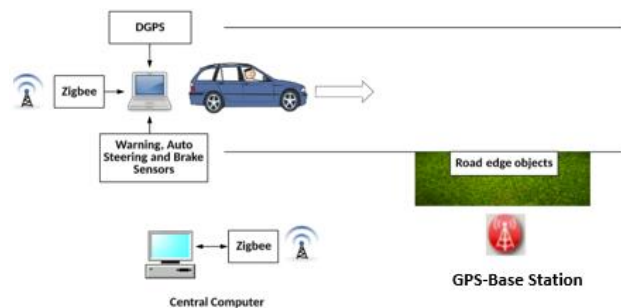 DGPS
Zigbee
Warning, Auto
Steering and Brake
Sensors
Road edge objects
Zigbee
GPS-Base Station
Central Computer